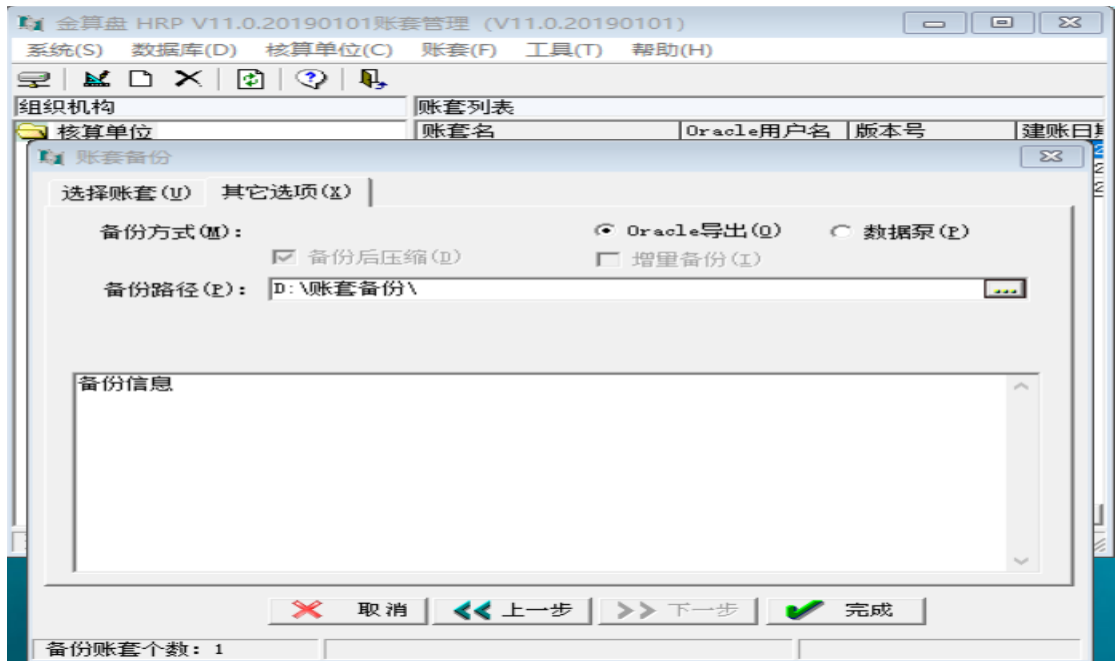 金算盘 HRP V11.0.20190101账套管理 (V11.0.20190101)
系统(S) 数据库(D) 核算单位(C) 账套(F) 工具(T) 帮助(H)
组织机构 账套列表
核算单位 账套名 Oracle用户名 版本号 建账日期
账套备份
选择账套(U) 其它选项(X)
备份方式(M): Oracle导出(O) 数据泵(P)
备份后压缩(D) 增量备份(I)
备份路径(P): D:\账套备份\ ...
备份信息
取消 上一步 下一步 完成
备份账套个数: 1